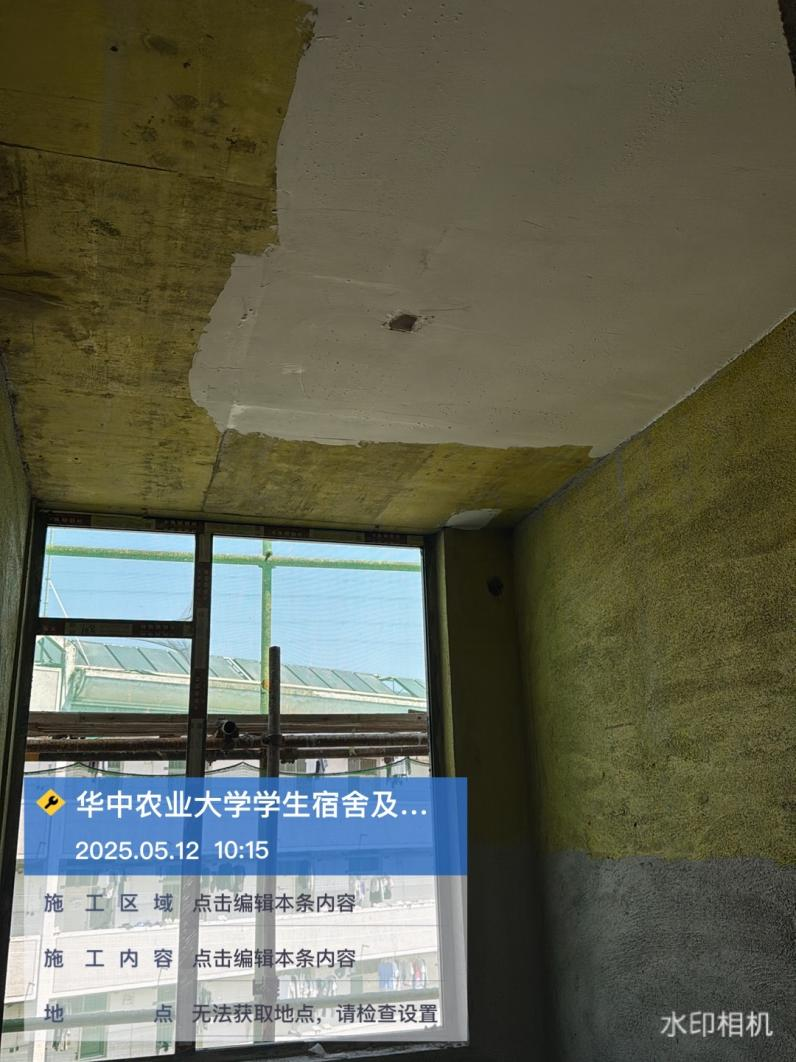 华中农业大学学生宿舍及...
2025.05.12 10:15
施工区域 点击编辑本条内容
施工内容 点击编辑本条内容
地点 无法获取地点，请检查设置
水印相机